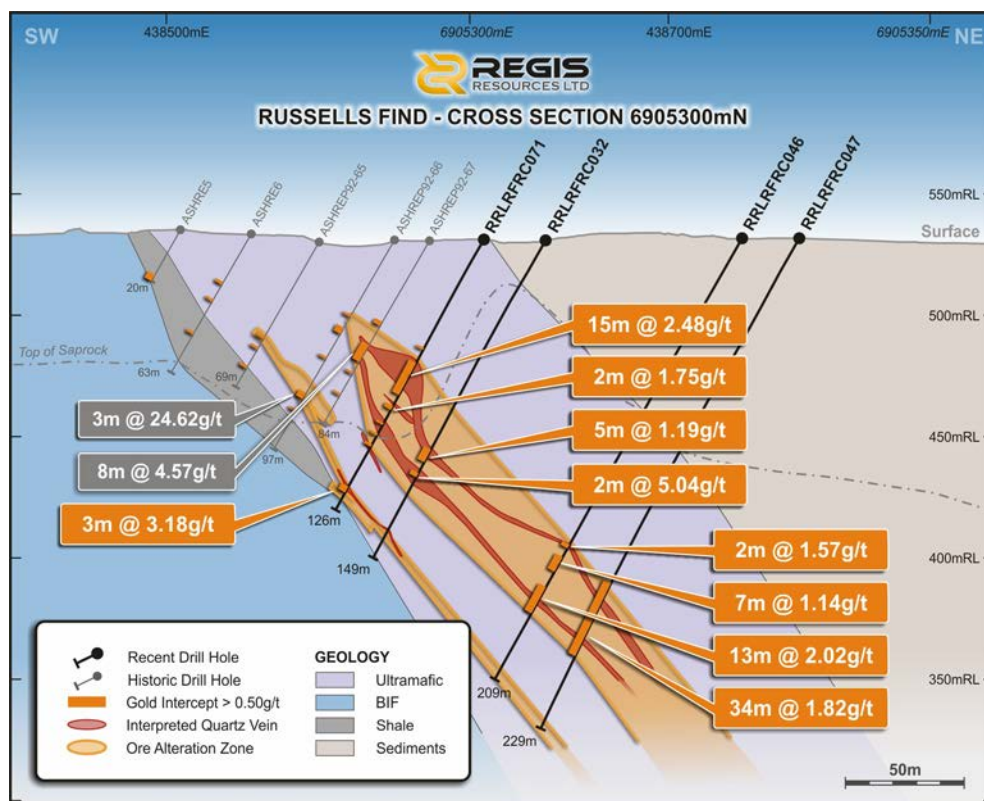 SW
438500mE
6905300mE
438700mE
6905350mE
NE
REGIS
RESOURCES LTD
RUSSELLS FIND - CROSS SECTION 6905300mN
ASHRE5
ASHRE6
ASHREP92-65
ASHREP92-66
ASHREP92-67
RRLRFRC071
RRLRFRC032
RRLRFRC046
RRLRFRC047
550mRL
Surface
500mRL
450mRL
400mRL
350mRL
Top of Saprock
20m
63m
69m
84m
97m
126m
149m
209m
229m
15m @ 2.48g/t
2m @ 1.75g/t
5m @ 1.19g/t
2m @ 5.04g/t
3m @ 24.62g/t
8m @ 4.57g/t
3m @ 3.18g/t
2m @ 1.57g/t
7m @ 1.14g/t
13m @ 2.02g/t
34m @ 1.82g/t
Recent Drill Hole
Historic Drill Hole
Gold Intercept > 0.50g/t
Interpreted Quartz Vein
Ore Alteration Zone
GEOLOGY
Ultramafic
BIF
Shale
Sediments
50m